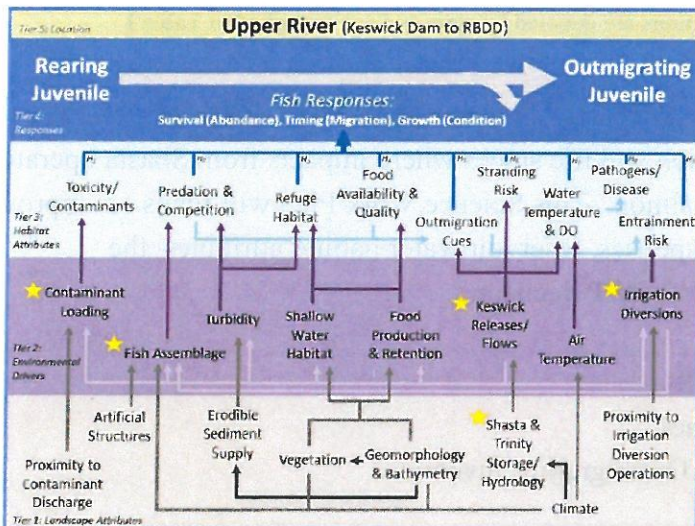 Tier 5: Location
Upper River (Keswick Dam to RBDD)
Rearing
Juvenile
Outmigrating
Juvenile
Fish Responses:
Survival (Abundance), Timing (Migration), Growth (Condition)
Tier 4:
Responses
H1
H2
H3
H4
Toxicity/
Contaminants
Predation &
Competition
Refuge
Habitat
Food
Availability &
Quality
Outmigration
Cues
Stranding
Risk
Water
Temperature
& DO
Pathogens/
Disease
Entrainment
Risk
Tier 3:
Habitat
Attributes
Contaminant
Loading
Fish Assemblage
Turbidity
Shallow
Water
Habitat
Food
Production
& Retention
Keswick
Releases/
Flows
Air
Temperature
Irrigation
Diversions
Tier 2:
Environmental
Drivers
Artificial
Structures
Erodible
Sediment
Supply
Proximity to
Contaminant
Discharge
Vegetation
Geomorphology
& Bathymetry
Shasta &
Trinity
Storage/
Hydrology
Proximity to
Irrigation
Diversion
Operations
Climate
Tier 1: Landscape Attributes